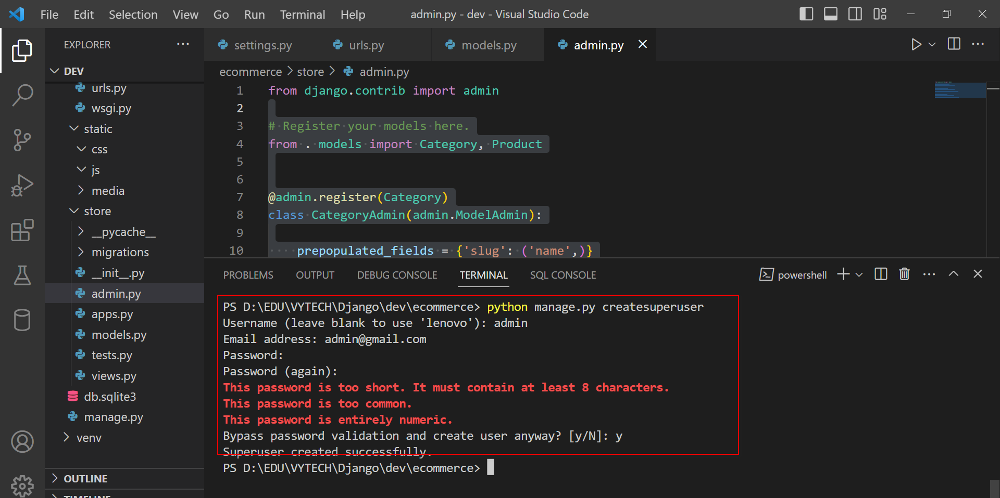 File Edit Selection View Go Run Terminal Help admin.py - dev - Visual Studio Code
EXPLORER
DEV
urls.py
wsgi.py
static
css
js
media
store
__pycache__
migrations
__init__.py
admin.py
apps.py
models.py
tests.py
views.py
db.sqlite3
manage.py
venv
OUTLINE
TIMELINE
settings.py urls.py models.py admin.py
ecommerce > store > admin.py
1 from django.contrib import admin
2
3 # Register your models here.
4 from . models import Category, Product
5
6
7 @admin.register(Category)
8 class CategoryAdmin(admin.ModelAdmin):
9
10 prepopulated_fields = {'slug': ('name',)}
PROBLEMS OUTPUT DEBUG CONSOLE TERMINAL SQL CONSOLE powershell
PS D:\EDU\VYTECH\Django\dev\ecommerce> python manage.py createsuperuser
Username (leave blank to use 'lenovo'): admin
Email address: admin@gmail.com
Password:
Password (again):
This password is too short. It must contain at least 8 characters.
This password is too common.
This password is entirely numeric.
Bypass password validation and create user anyway? [y/N]: y
Superuser created successfully.
PS D:\EDU\VYTECH\Django\dev\ecommerce>